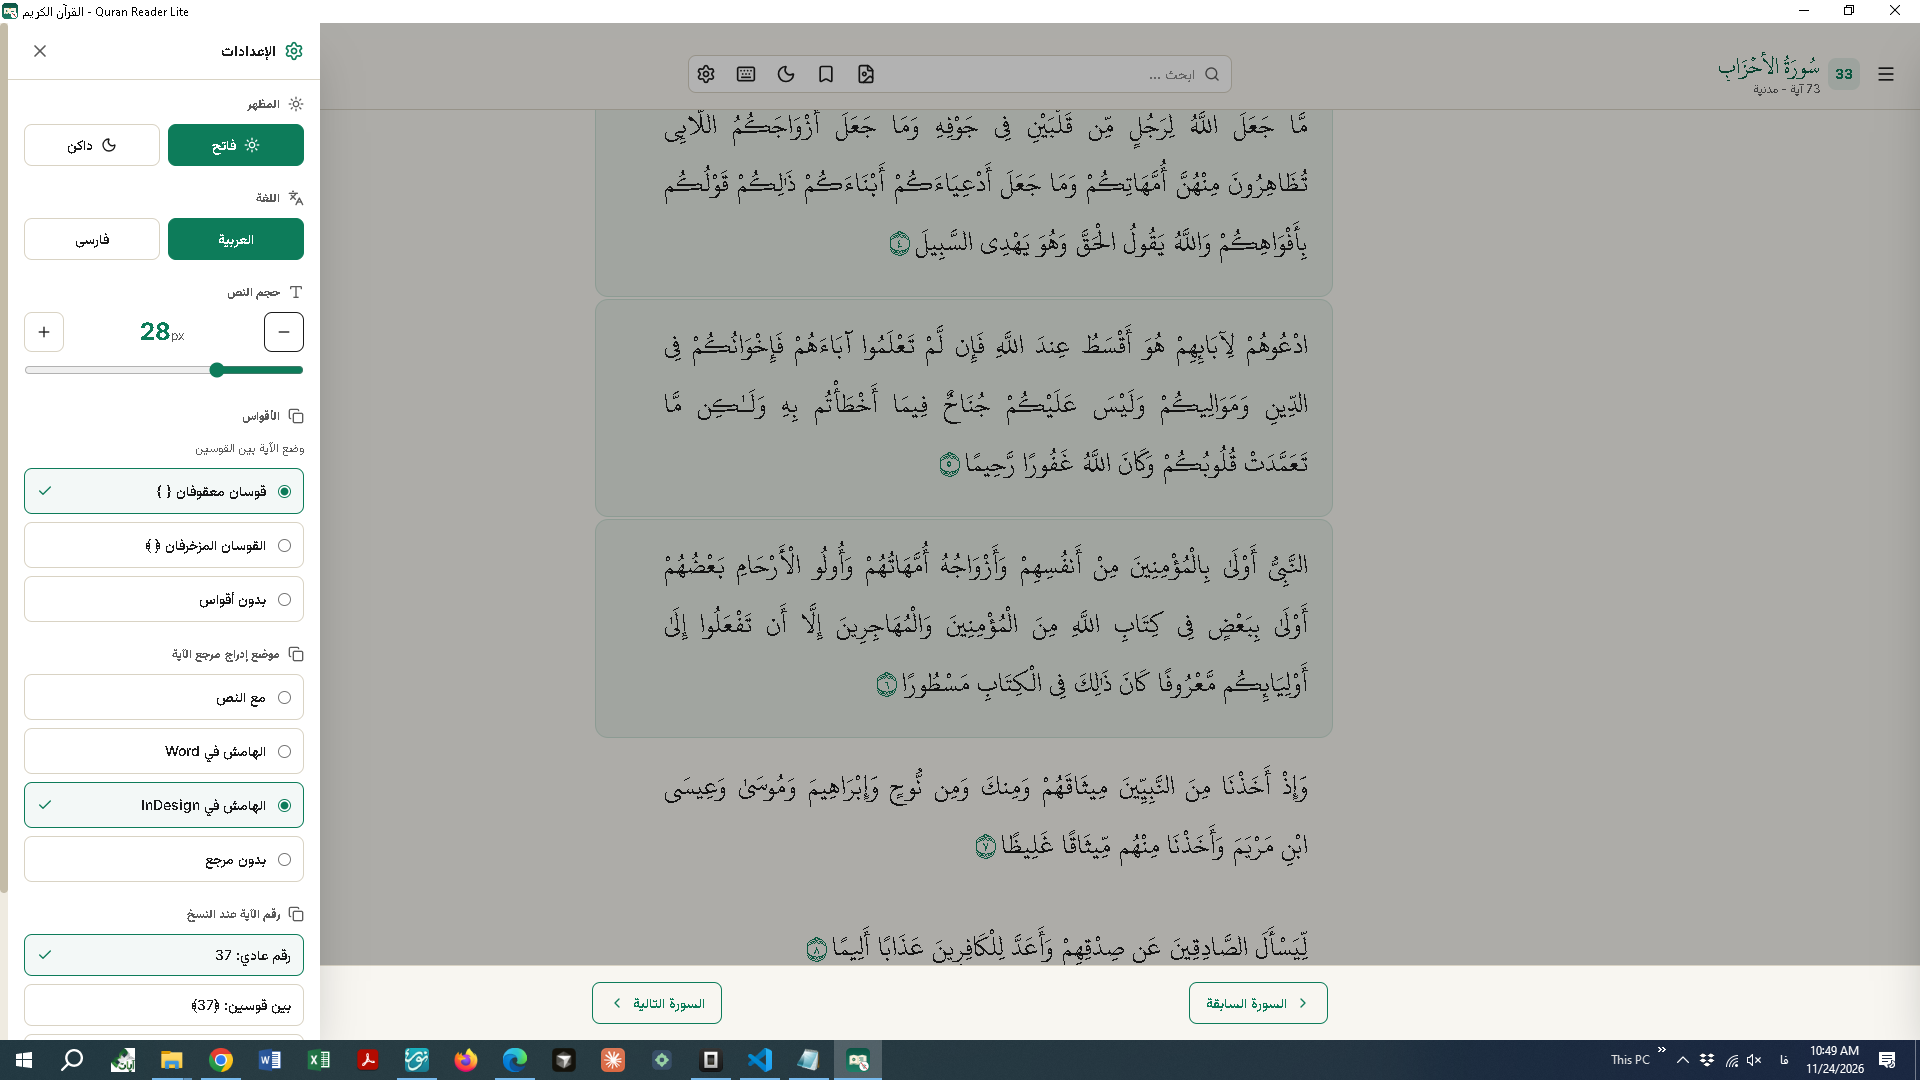 القرآن الكريم - Quran Reader Lite
الإعدادات
المظهر
فاتح
داكن
اللغة
العربية
فارسی
حجم النص
28px
الأقواس
وضع الآية بين القوسين
قوسان معقوفان { }
القوسان المزخرفان ﴿ ﴾
بدون أقواس
موضع إدراج مرجع الآية
مع النص
الهامش في Word
الهامش في InDesign
بدون مرجع
رقم الآية عند النسخ
رقم عادي: 37
بين قوسين: ﴿37﴾
33
سُورَةُ الأَحْزَابِ
73 آية - مدنية
ابحث ...
مَّا جَعَلَ اللَّهُ لِرَجُلٍ مِّن قَلْبَيْنِ فِي جَوْفِهِ وَمَا جَعَلَ أَزْوَاجَكُمُ اللَّائِي
تُظَاهِرُونَ مِنْهُنَّ أُمَّهَاتِكُمْ وَمَا جَعَلَ أَدْعِيَاءَكُمْ أَبْنَاءَكُمْ ذَٰلِكُمْ قَوْلُكُم
بِأَفْوَاهِكُمْ وَاللَّهُ يَقُولُ الْحَقَّ وَهُوَ يَهْدِي السَّبِيلَ ٤
ادْعُوهُمْ لِآبَائِهِمْ هُوَ أَقْسَطُ عِندَ اللَّهِ فَإِن لَّمْ تَعْلَمُوا آبَاءَهُمْ فَإِخْوَانُكُمْ فِي
الدِّينِ وَمَوَالِيكُمْ وَلَيْسَ عَلَيْكُمْ جُنَاحٌ فِيمَا أَخْطَأْتُم بِهِ وَلَٰكِن مَّا
تَعَمَّدَتْ قُلُوبُكُمْ وَكَانَ اللَّهُ غَفُورًا رَّحِيمًا ٥
النَّبِيُّ أَوْلَىٰ بِالْمُؤْمِنِينَ مِنْ أَنفُسِهِمْ وَأَزْوَاجُهُ أُمَّهَاتُهُمْ وَأُولُو الْأَرْحَامِ بَعْضُهُمْ
أَوْلَىٰ بِبَعْضٍ فِي كِتَابِ اللَّهِ مِنَ الْمُؤْمِنِينَ وَالْمُهَاجِرِينَ إِلَّا أَن تَفْعَلُوا إِلَىٰ
أَوْلِيَائِكُم مَّعْرُوفًا كَانَ ذَٰلِكَ فِي الْكِتَابِ مَسْطُورًا ٦
وَإِذْ أَخَذْنَا مِنَ النَّبِيِّينَ مِيثَاقَهُمْ وَمِنكَ وَمِن نُّوحٍ وَإِبْرَاهِيمَ وَمُوسَىٰ وَعِيسَى
ابْنِ مَرْيَمَ وَأَخَذْنَا مِنْهُم مِّيثَاقًا غَلِيظًا ٧
لِّيَسْأَلَ الصَّادِقِينَ عَن صِدْقِهِمْ وَأَعَدَّ لِلْكَافِرِينَ عَذَابًا أَلِيمًا ٨
السورة السابقة
السورة التالية
This PC
فا
10:49 AM
11/24/2026